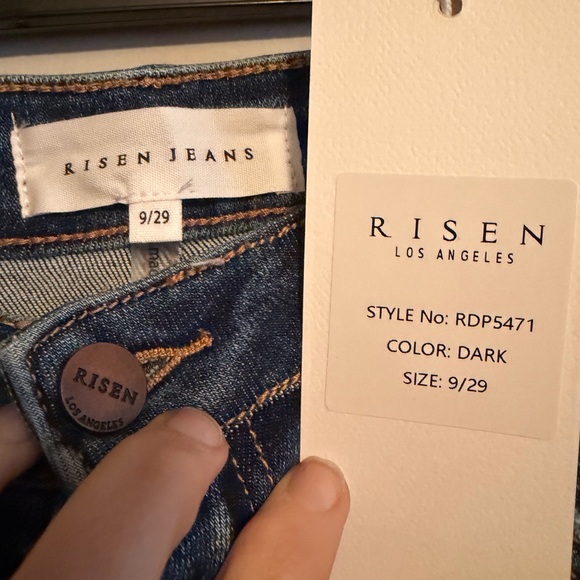 RISEN JEANS
9/29
RISEN
LOS ANGELES
RISEN
LOS ANGELES
STYLE No: RDP5471
COLOR: DARK
SIZE: 9/29